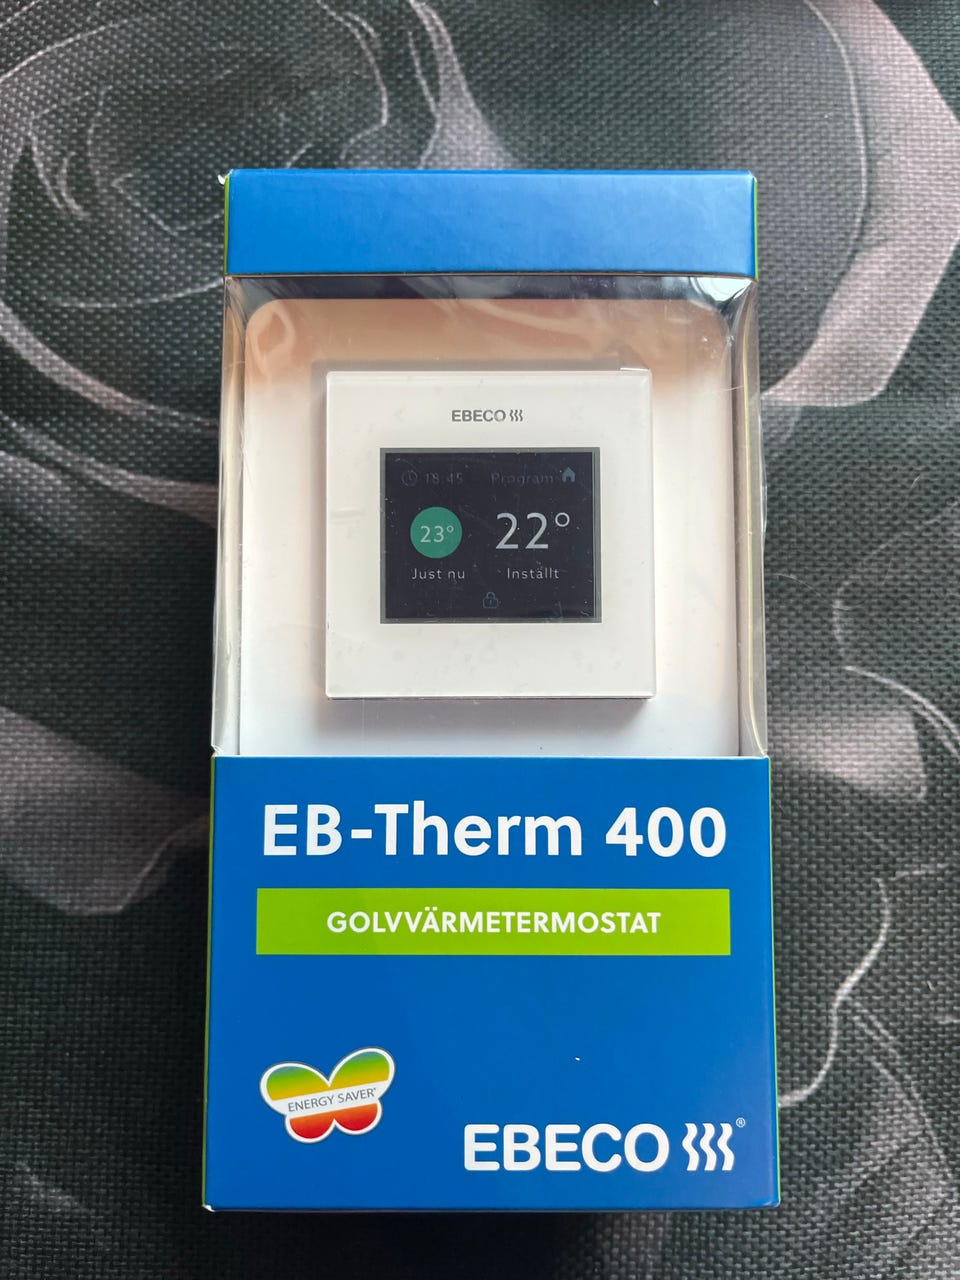 EBECO
18:45 Program
23° 22°
Just nu Inställt
EB-Therm 400
GOLVVÄRMETERMOSTAT
ENERGY SAVER®
EBECO ®